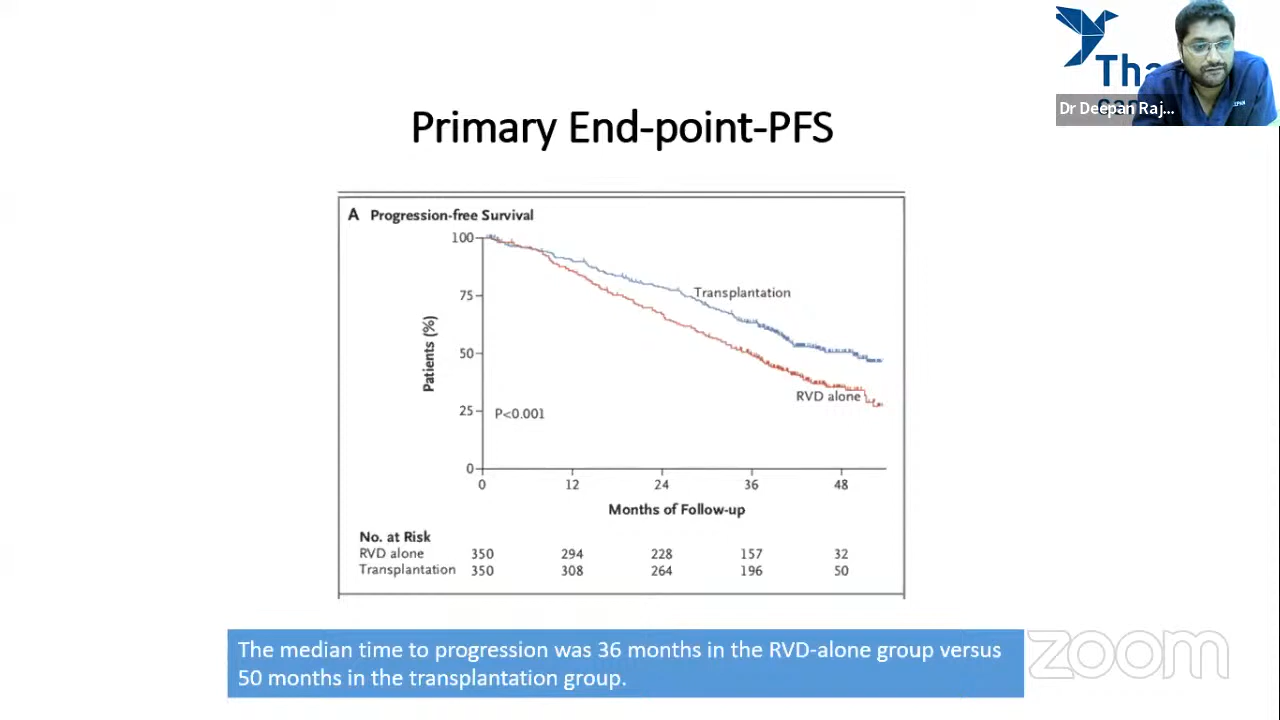 Dr Deepan Raj...
Primary End-point-PFS
A Progression-free Survival
100
75
50
25
0
Patients (%)
Transplantation
RVD alone
P<0.001
0 12 24 36 48
Months of Follow-up
No. at Risk
RVD alone 350 294 228 157 32
Transplantation 350 308 264 196 50
The median time to progression was 36 months in the RVD-alone group versus
50 months in the transplantation group.
zoom